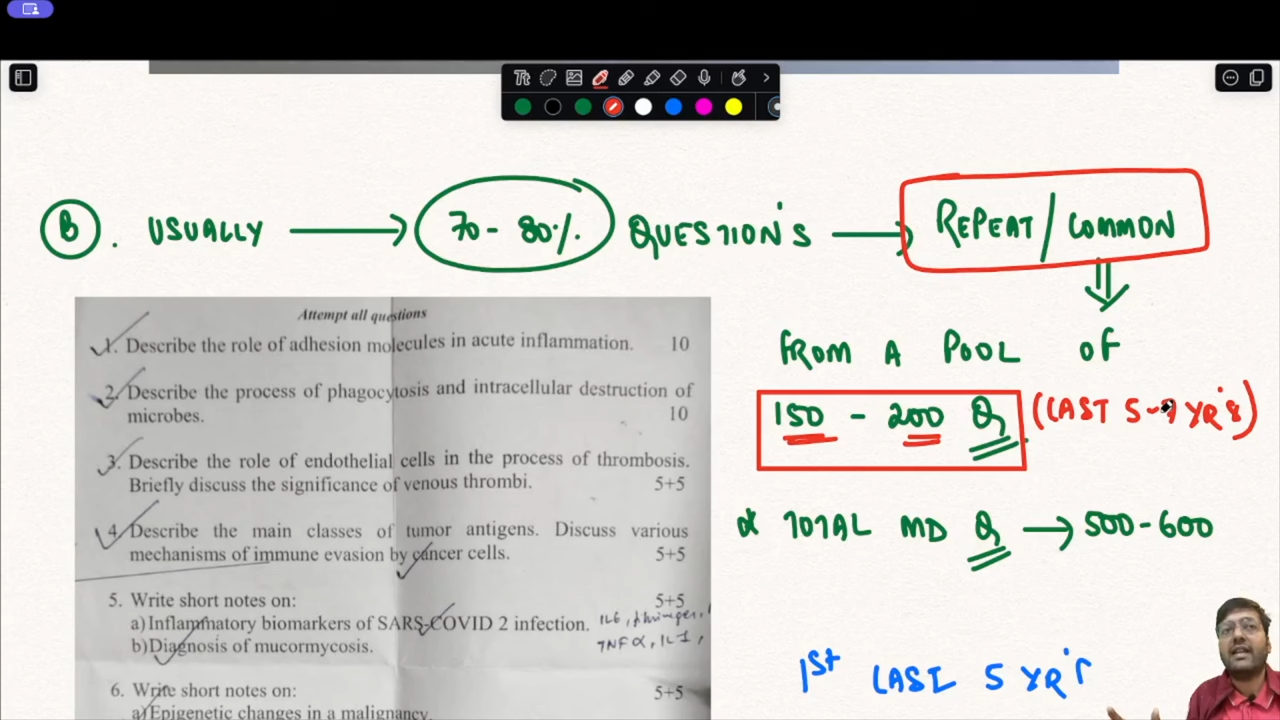 Tt
B. USUALLY → 70 - 80% QUESTION'S → REPEAT / COMMON
FROM A POOL OF
150 - 200 Q. (LAST 5-7 YR'S)
* TOTAL MD Q → 500-600
1st LAST 5 YR'S
Attempt all questions
1. Describe the role of adhesion molecules in acute inflammation. 10
2. Describe the process of phagocytosis and intracellular destruction of
microbes. 10
3. Describe the role of endothelial cells in the process of thrombosis.
Briefly discuss the significance of venous thrombi. 5+5
4. Describe the main classes of tumor antigens. Discuss various
mechanisms of immune evasion by cancer cells. 5+5
5. Write short notes on: 5+5
a) Inflammatory biomarkers of SARS-COVID 2 infection. IL6,
b) Diagnosis of mucormycosis. TNFα, IL1,
6. Write short notes on: 5+5
a) Epigenetic changes in a malignancy.